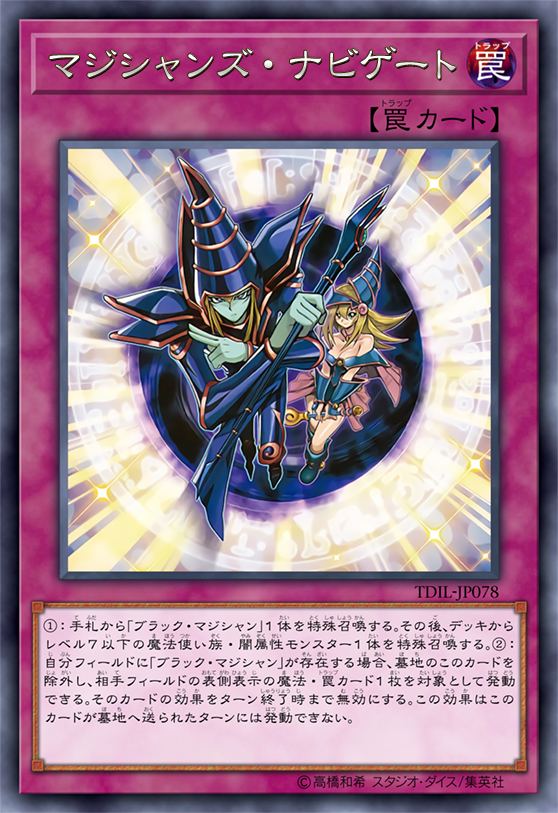 マジシャンズ・ナビゲート
トラップ
罠
トラップ
【罠カード】
TDIL-JP078
①：手札から「ブラック・マジシャン」1体を特殊召喚する。その後、デッキから
レベル7以下の魔法使い族・闇属性モンスター1体を特殊召喚する。②：
自分フィールドに「ブラック・マジシャン」が存在する場合、墓地のこのカードを
除外し、相手フィールドの表側表示の魔法・罠カード1枚を対象として発動
できる。そのカードの効果をターン終了時まで無効にする。この効果はこの
カードが墓地へ送られたターンには発動できない。
©高橋和希 スタジオ・ダイス/集英社